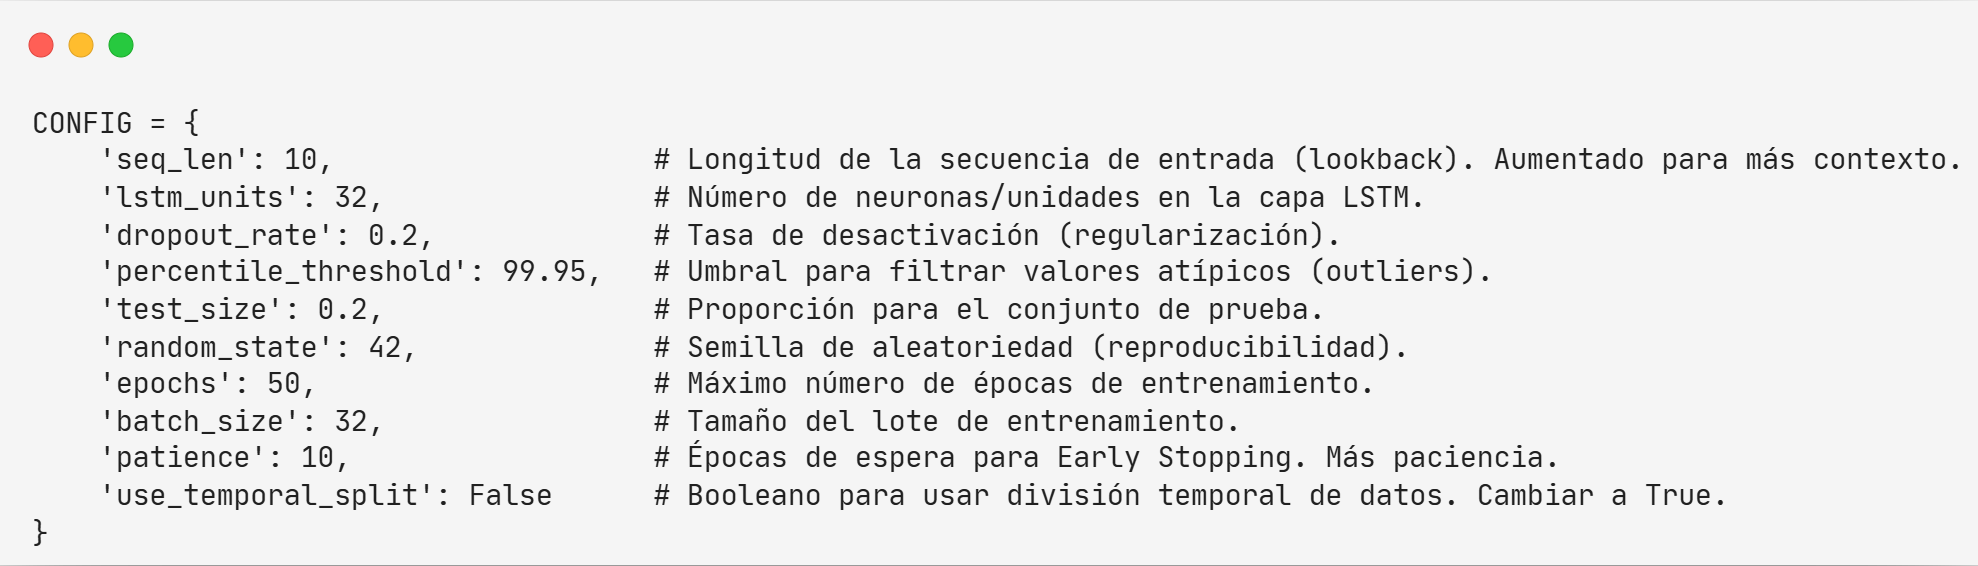 CONFIG = {
    'seq_len': 10,                   # Longitud de la secuencia de entrada (lookback). Aumentado para más contexto.
    'lstm_units': 32,                # Número de neuronas/unidades en la capa LSTM.
    'dropout_rate': 0.2,             # Tasa de desactivación (regularización).
    'percentile_threshold': 99.95,   # Umbral para filtrar valores atípicos (outliers).
    'test_size': 0.2,                # Proporción para el conjunto de prueba.
    'random_state': 42,              # Semilla de aleatoriedad (reproducibilidad).
    'epochs': 50,                    # Máximo número de épocas de entrenamiento.
    'batch_size': 32,                # Tamaño del lote de entrenamiento.
    'patience': 10,                  # Épocas de espera para Early Stopping. Más paciencia.
    'use_temporal_split': False      # Booleano para usar división temporal de datos. Cambiar a True.
}